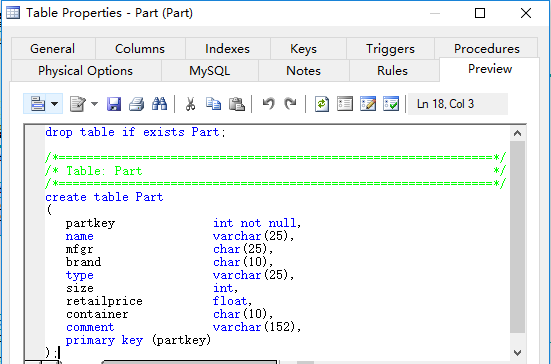 Table Properties - Part (Part)
General Columns Indexes Keys Triggers Procedures
Physical Options MySQL Notes Rules Preview
Ln 18, Col 3
drop table if exists Part;
/*==============================================================*/
/* Table: Part                                                  */
/*==============================================================*/
create table Part
(
   partkey              int not null,
   name                 varchar(25),
   mfgr                 char(25),
   brand                char(10),
   type                 varchar(25),
   size                 int,
   retailprice          float,
   container            char(10),
   comment              varchar(152),
   primary key (partkey)
);